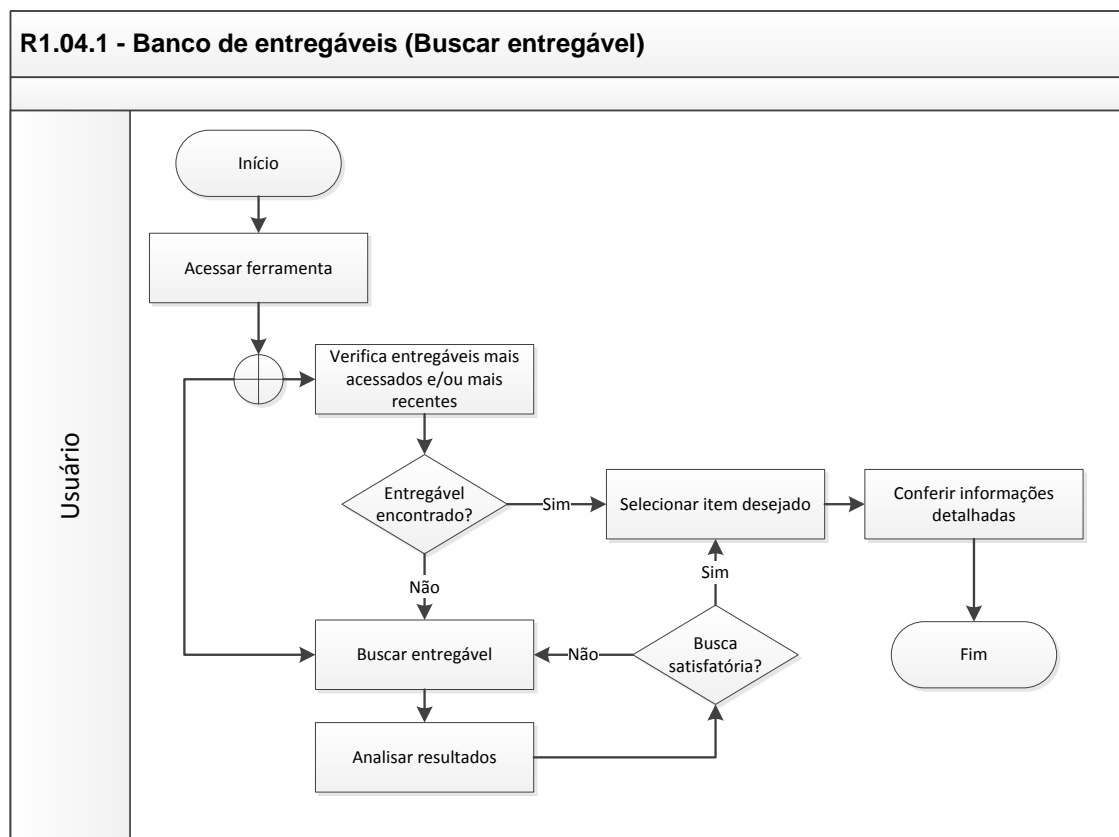 R1.04.1 - Banco de entregáveis (Buscar entregável)
Usuário
Início
Acessar ferramenta
Verifica entregáveis mais
acessados e/ou mais
recentes
Entregável
encontrado?
Sim
Selecionar item desejado
Conferir informações
detalhadas
Não
Sim
Buscar entregável
Não
Busca
satisfatória?
Fim
Analisar resultados